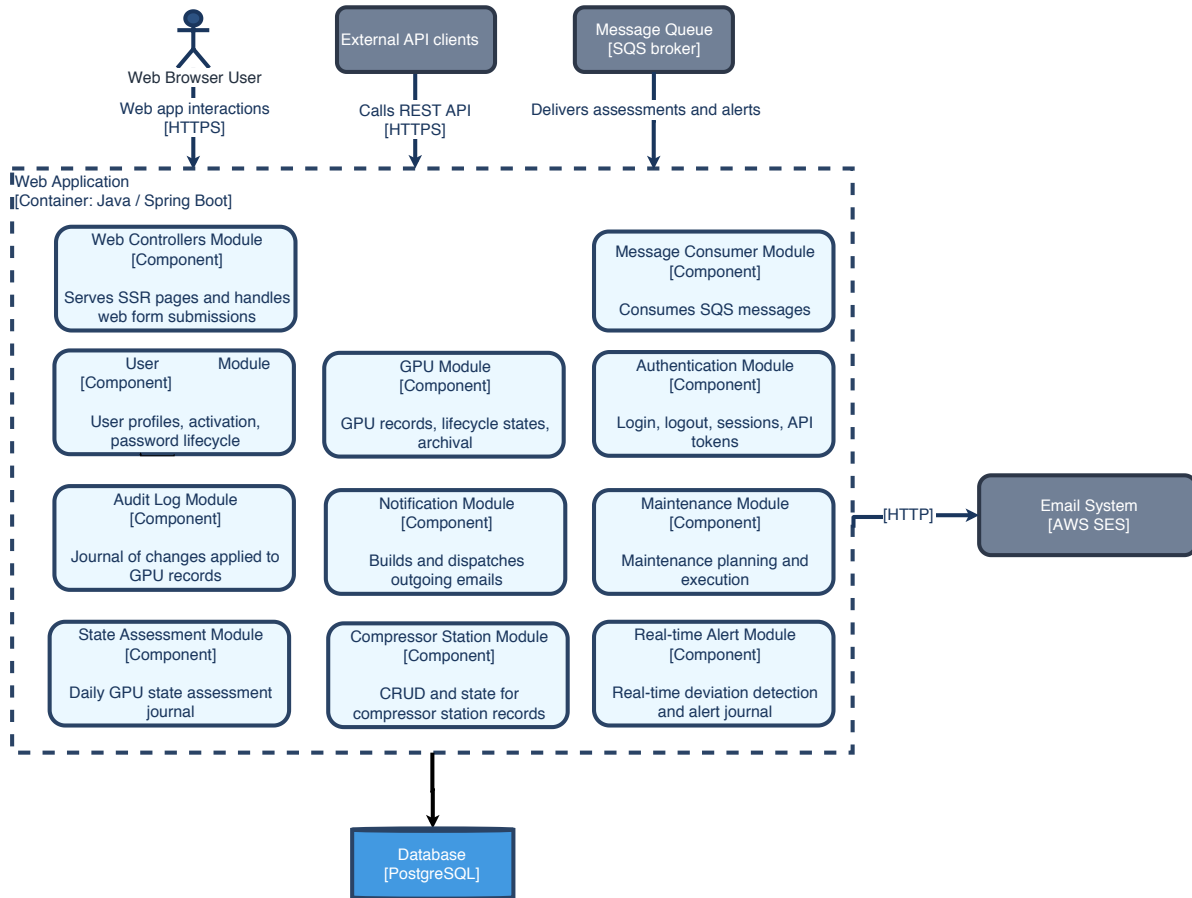 External API clients
Message Queue
[SQS broker]
Web Browser User
Web app interactions
[HTTPS]
Calls REST API
[HTTPS]
Delivers assessments and alerts
Web Application
[Container: Java / Spring Boot]
Web Controllers Module
[Component]
Serves SSR pages and handles
web form submissions
Message Consumer Module
[Component]
Consumes SQS messages
User Module
[Component]
User profiles, activation,
password lifecycle
GPU Module
[Component]
GPU records, lifecycle states,
archival
Authentication Module
[Component]
Login, logout, sessions, API
tokens
Audit Log Module
[Component]
Journal of changes applied to
GPU records
Notification Module
[Component]
Builds and dispatches
outgoing emails
Maintenance Module
[Component]
Maintenance planning and
execution
[HTTP]
Email System
[AWS SES]
State Assessment Module
[Component]
Daily GPU state assessment
journal
Compressor Station Module
[Component]
CRUD and state for
compressor station records
Real-time Alert Module
[Component]
Real-time deviation detection
and alert journal
Database
[PostgreSQL]